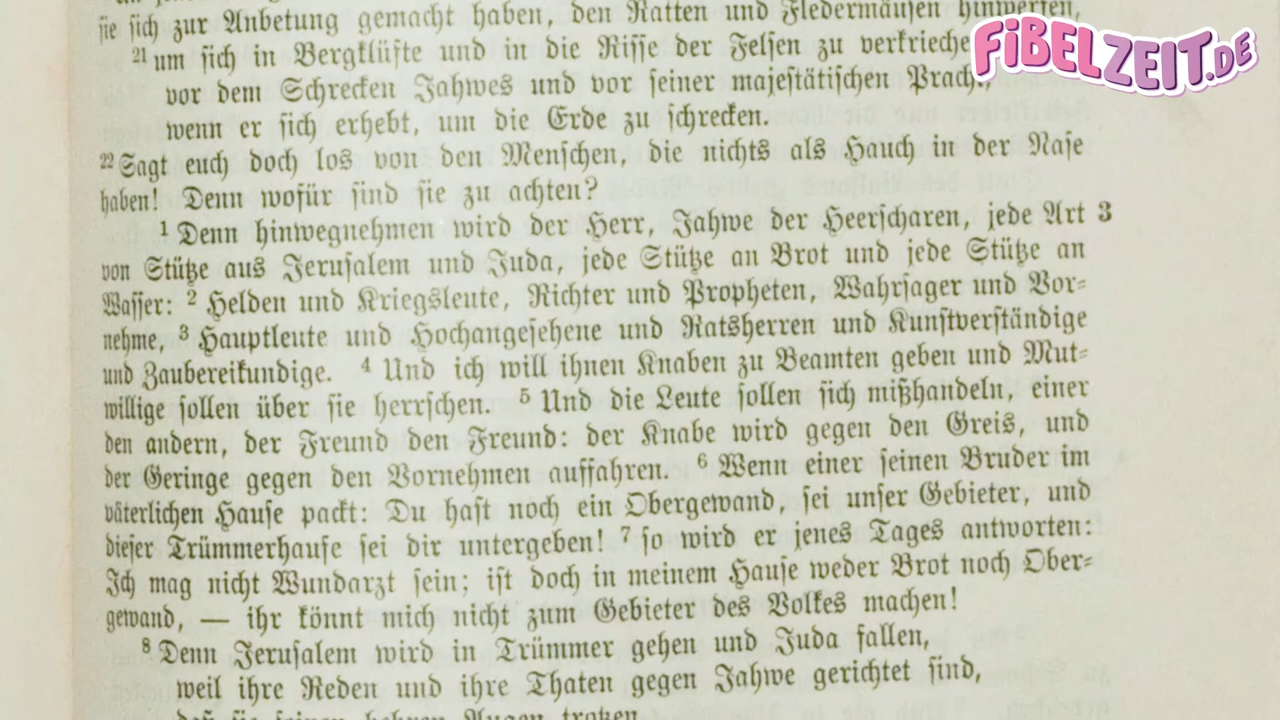 sie sich zur Anbetung gemacht haben, den Ratten und Fledermäusen hinwerfen,
21 um sich in Bergklüfte und in die Risse der Felsen zu verkrieche
vor dem Schrecken Jahwes und vor seiner majestätischen Pracht,
wenn er sich erhebt, um die Erde zu schrecken.
22 Sagt euch doch los von den Menschen, die nichts als Hauch in der Nase
haben! Denn wofür sind sie zu achten?
1 Denn hinwegnehmen wird der Herr, Jahwe der Heerscharen, jede Art 3
von Stütze aus Jerusalem und Juda, jede Stütze an Brot und jede Stütze an
Wasser: 2 Helden und Kriegsleute, Richter und Propheten, Wahrsager und Vor-
nehme, 3 Hauptleute und Hochangesehene und Ratsherren und Kunstverständige
und Zaubereikundige. 4 Und ich will ihnen Knaben zu Beamten geben und Mut-
willige sollen über sie herrschen. 5 Und die Leute sollen sich mißhandeln, einer
den andern, der Freund den Freund: der Knabe wird gegen den Greis, und
der Geringe gegen den Vornehmen auffahren. 6 Wenn einer seinen Bruder im
väterlichen Hause packt: Du hast noch ein Obergewand, sei unser Gebieter, und
dieser Trümmerhaufe sei dir untergeben! 7 so wird er jenes Tages antworten:
Ich mag nicht Wundarzt sein; ist doch in meinem Hause weder Brot noch Ober-
gewand, — ihr könnt mich nicht zum Gebieter des Volkes machen!
8 Denn Jerusalem wird in Trümmer gehen und Juda fallen,
weil ihre Reden und ihre Thaten gegen Jahwe gerichtet sind,
daß sie seinen hehren Augen trotzen
FiBELZEIT.DE